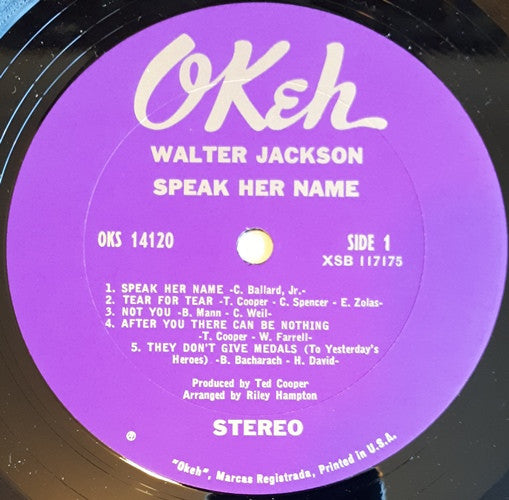 OKeh
WALTER JACKSON
SPEAK HER NAME
OKS 14120
SIDE 1
XSB 117175
1. SPEAK HER NAME -C. Ballard, Jr.-
2. TEAR FOR TEAR -T. Cooper - C. Spencer - E. Zolas-
3. NOT YOU -B. Mann - C. Weil-
4. AFTER YOU THERE CAN BE NOTHING
-T. Cooper - W. Farrell-
5. THEY DON'T GIVE MEDALS (To Yesterday's
Heroes) -B. Bacharach - H. David-
Produced by Ted Cooper
Arranged by Riley Hampton
STEREO
"Okeh", Marcas Registrada, Printed in U.S.A.